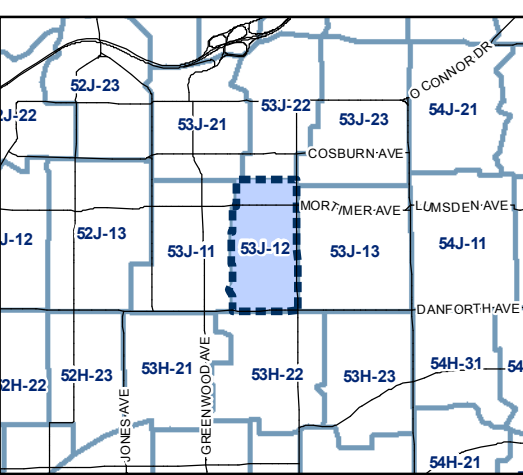 O CONNOR DR
52J-23
53J-22
54J-21
2J-22
53J-21
53J-23
COSBURN AVE
MORTIMER AVE
LUMSDEN AVE
J-12
52J-13
53J-11
53J-12
53J-13
54J-11
DANFORTH AVE
GREENWOOD AVE
JONES AVE
53H-21
54H-31
54
2H-22
52H-23
53H-22
53H-23
54H-21